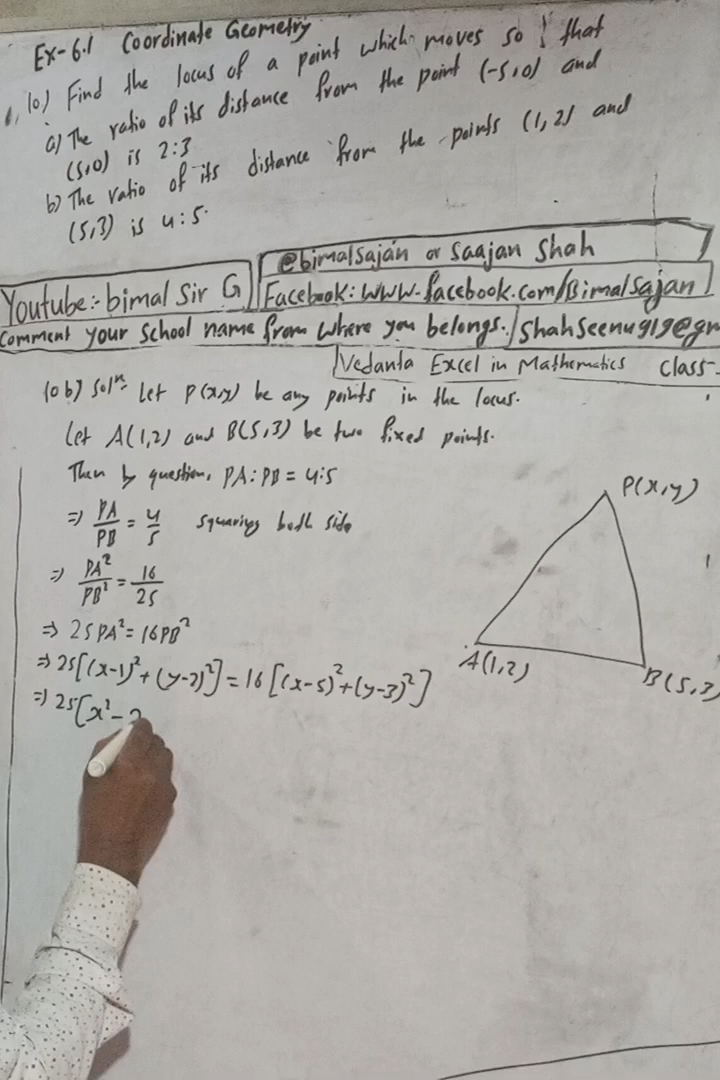 Ex-6.1 Coordinate Geometry
10) Find the locus of a point which moves so that
a) The ratio of its distance from the point (-5,0) and
(5,0) is 2:3
b) The ratio of its distance from the points (1,2) and
(5,3) is 4:5.
@bimalsajan or Saajan Shah
Youtube:- bimal Sir G
Facebook: www.facebook.com/Bimalsajan
Comment your School name from where you belongs.
Shahseenu919@gm
Vedanta Excel in Mathematics Class-
10b) Solⁿ: Let P(x,y) be any points in the locus.
Let A(1,2) and B(5,3) be two fixed points.
Then by question, PA:PB = 4:5
⇒ PA/PB = 4/5 squaring both side
⇒ PA²/PB² = 16/25
⇒ 25PA² = 16PB²
⇒ 25[(x-1)²+(y-2)²] = 16[(x-5)²+(y-3)²]
⇒ 25[x²-2
P(x,y)
A(1,2)
B(5,3)